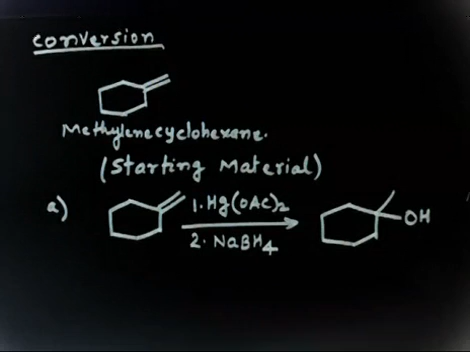 conversion
Methylenecyclohexane.
(Starting Material)
a)
1. Hg(OAc)2
2. NaBH4
OH